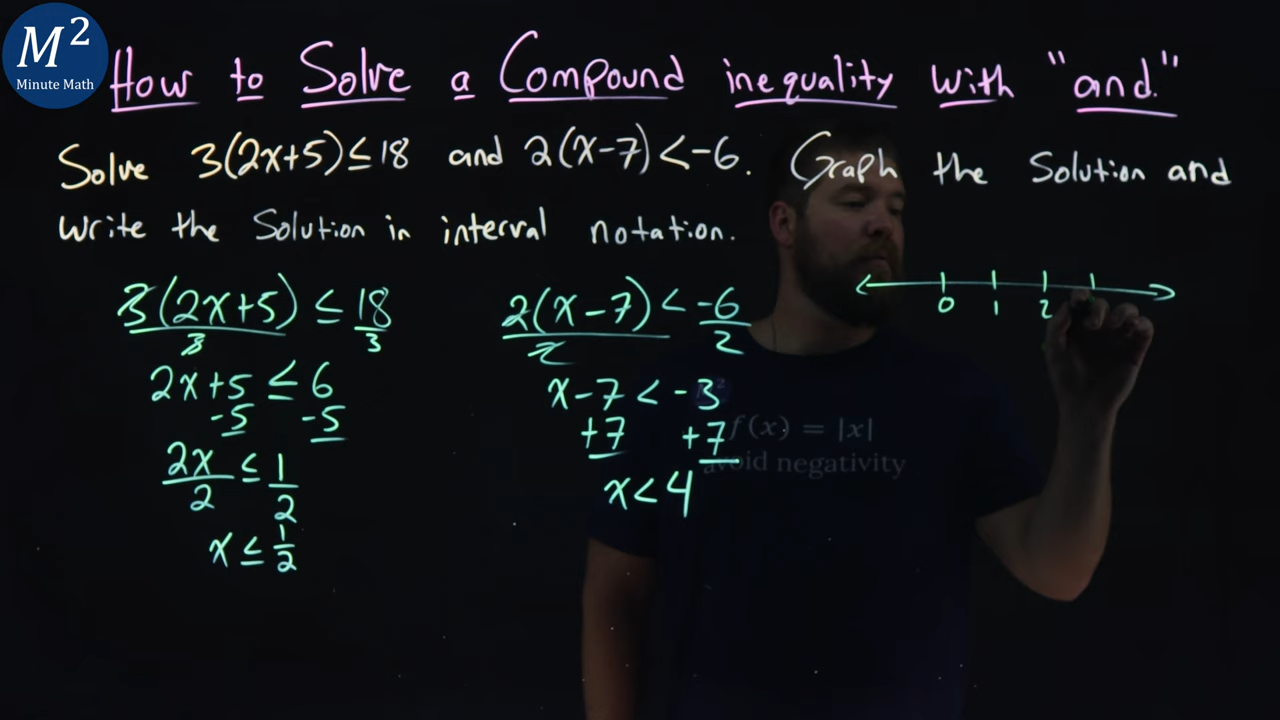 M²
Minute Math
How to Solve a Compound inequality with "and."
Solve 3(2x+5) ≤ 18 and 2(x-7) < -6. Graph the Solution and
write the Solution in interval notation.
3(2x+5) ≤ 18
3 3
2x+5 ≤ 6
-5 -5
2x ≤ 1
2 2
x ≤ 1/2
2(x-7) < -6
2 2
x-7 < -3
+7 +7
x < 4
0 1 2
f(x) = |x|
avoid negativity